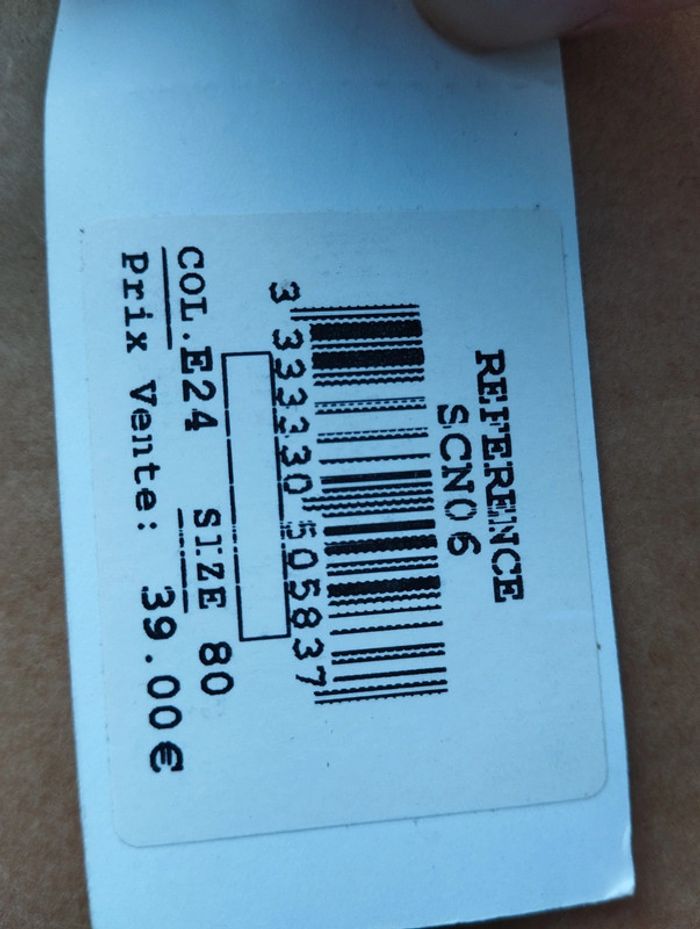 REFERENCE
SCN06
3 333330 505837
COL.E24 SIZE 80
Prix Vente: 39.00€